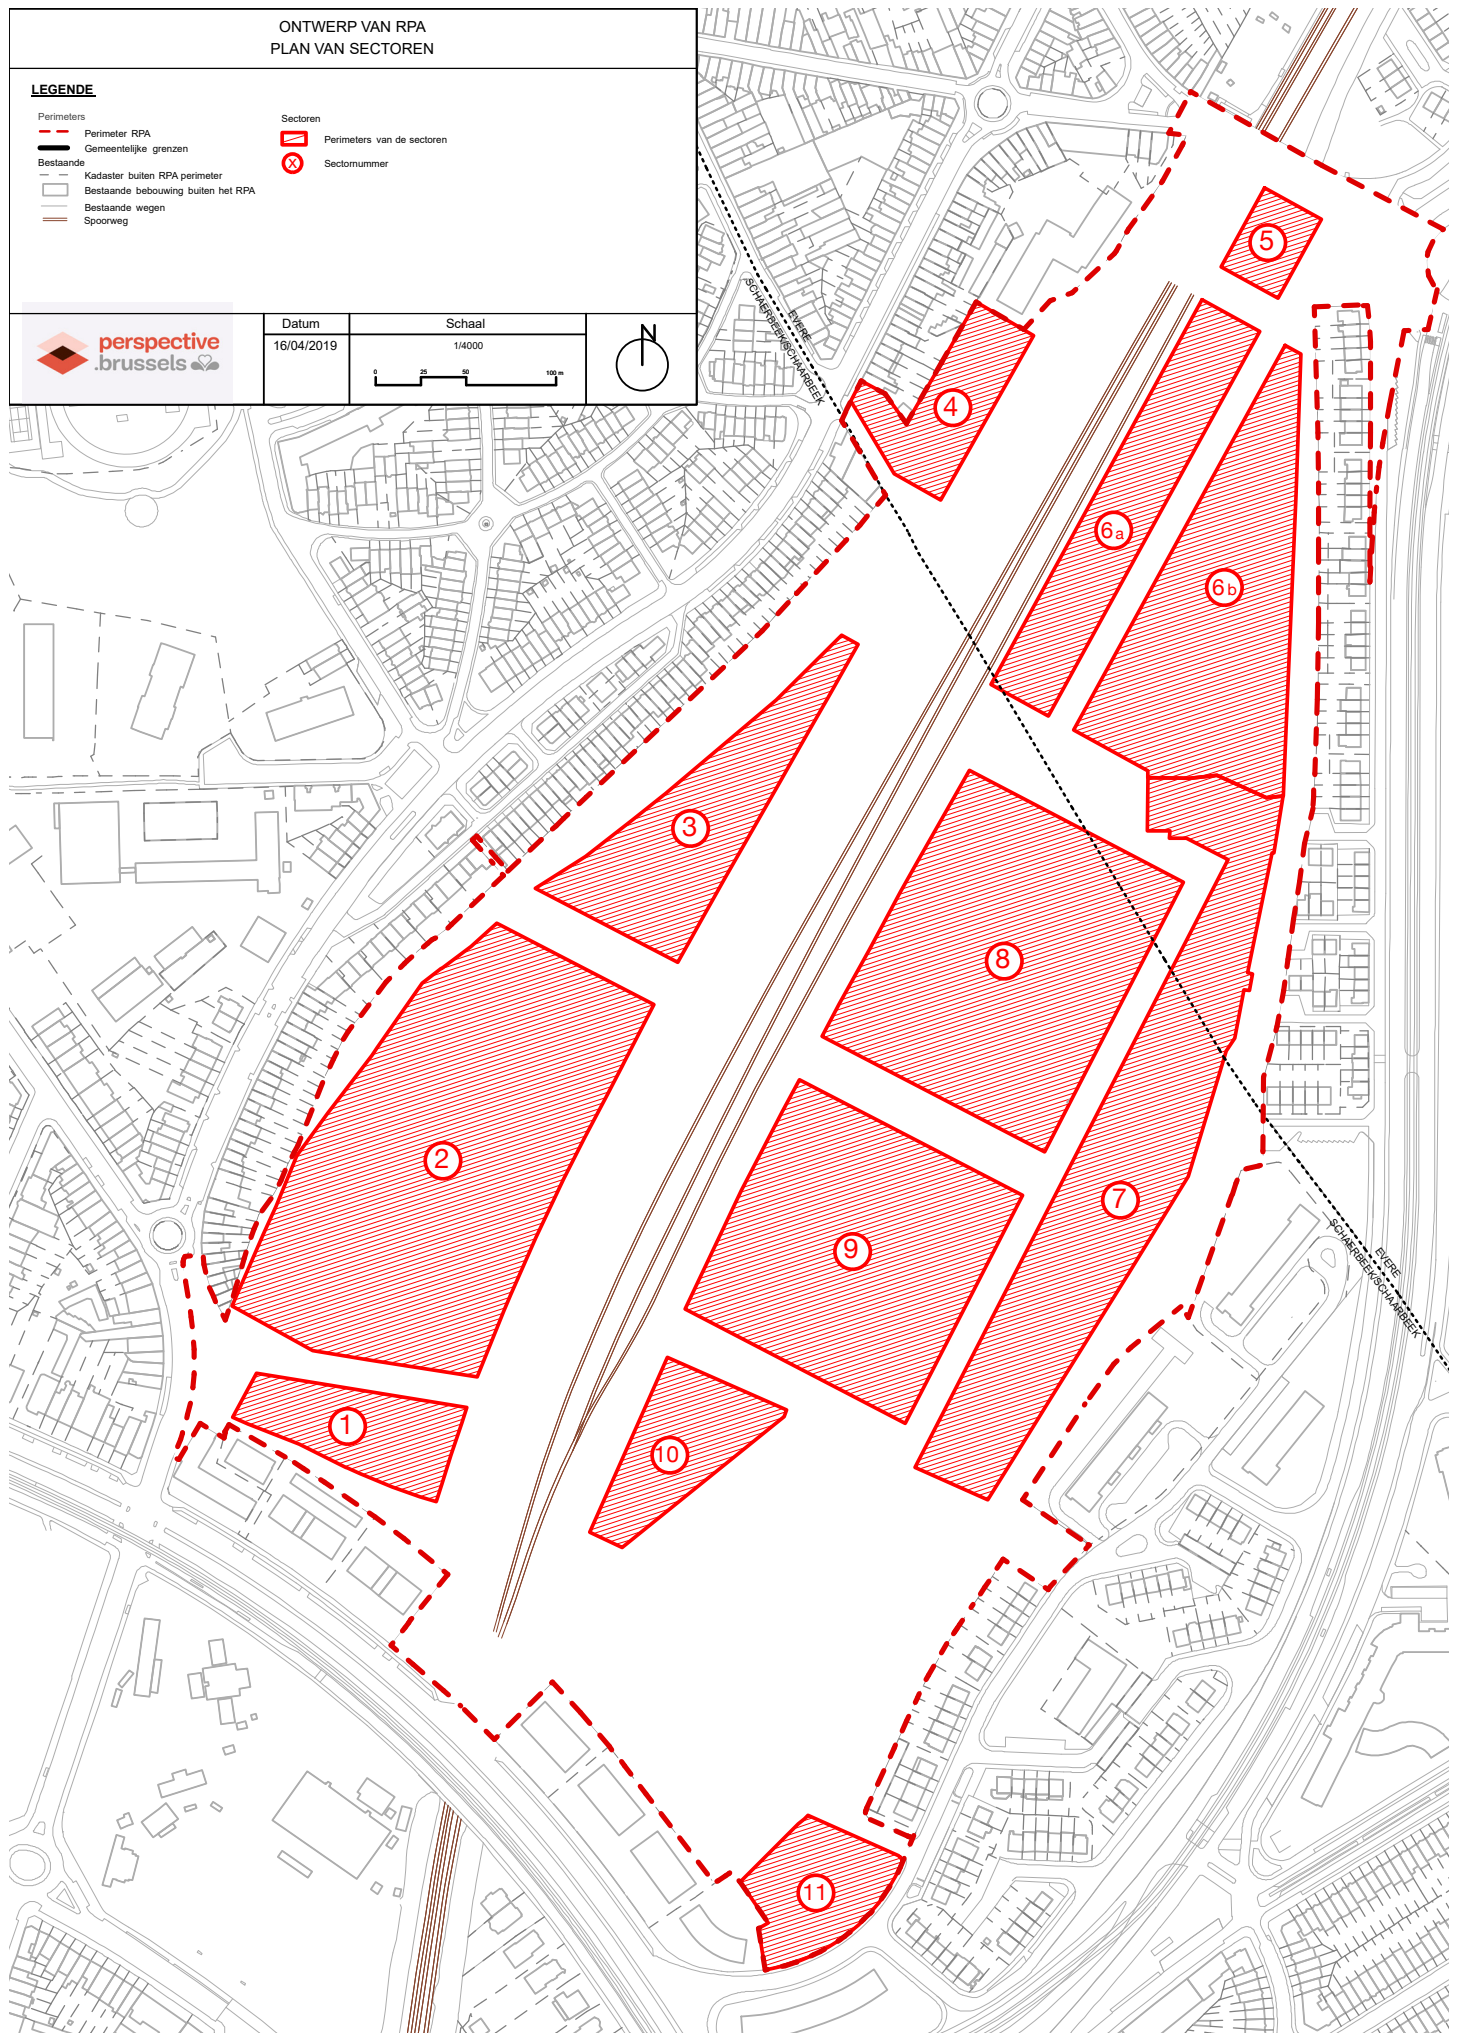 ONTWERP VAN RPA
PLAN VAN SECTOREN
LEGENDE
Perimeters
Perimeter RPA
Gemeentelijke grenzen
Bestaande
Kadaster buiten RPA perimeter
Bestaande bebouwing buiten het RPA
Bestaande wegen
Spoorweg
Sectoren
Perimeters van de sectoren
X
Sectornummer
perspective
.brussels
Datum
16/04/2019
Schaal
1/4000
0 25 50 100 m
N
EVERE
SCHAERBEEK/SCHAARBEEK
5
4
6a
6b
3
8
2
7
9
1
10
EVERE
SCHAERBEEK/SCHAARBEEK
11